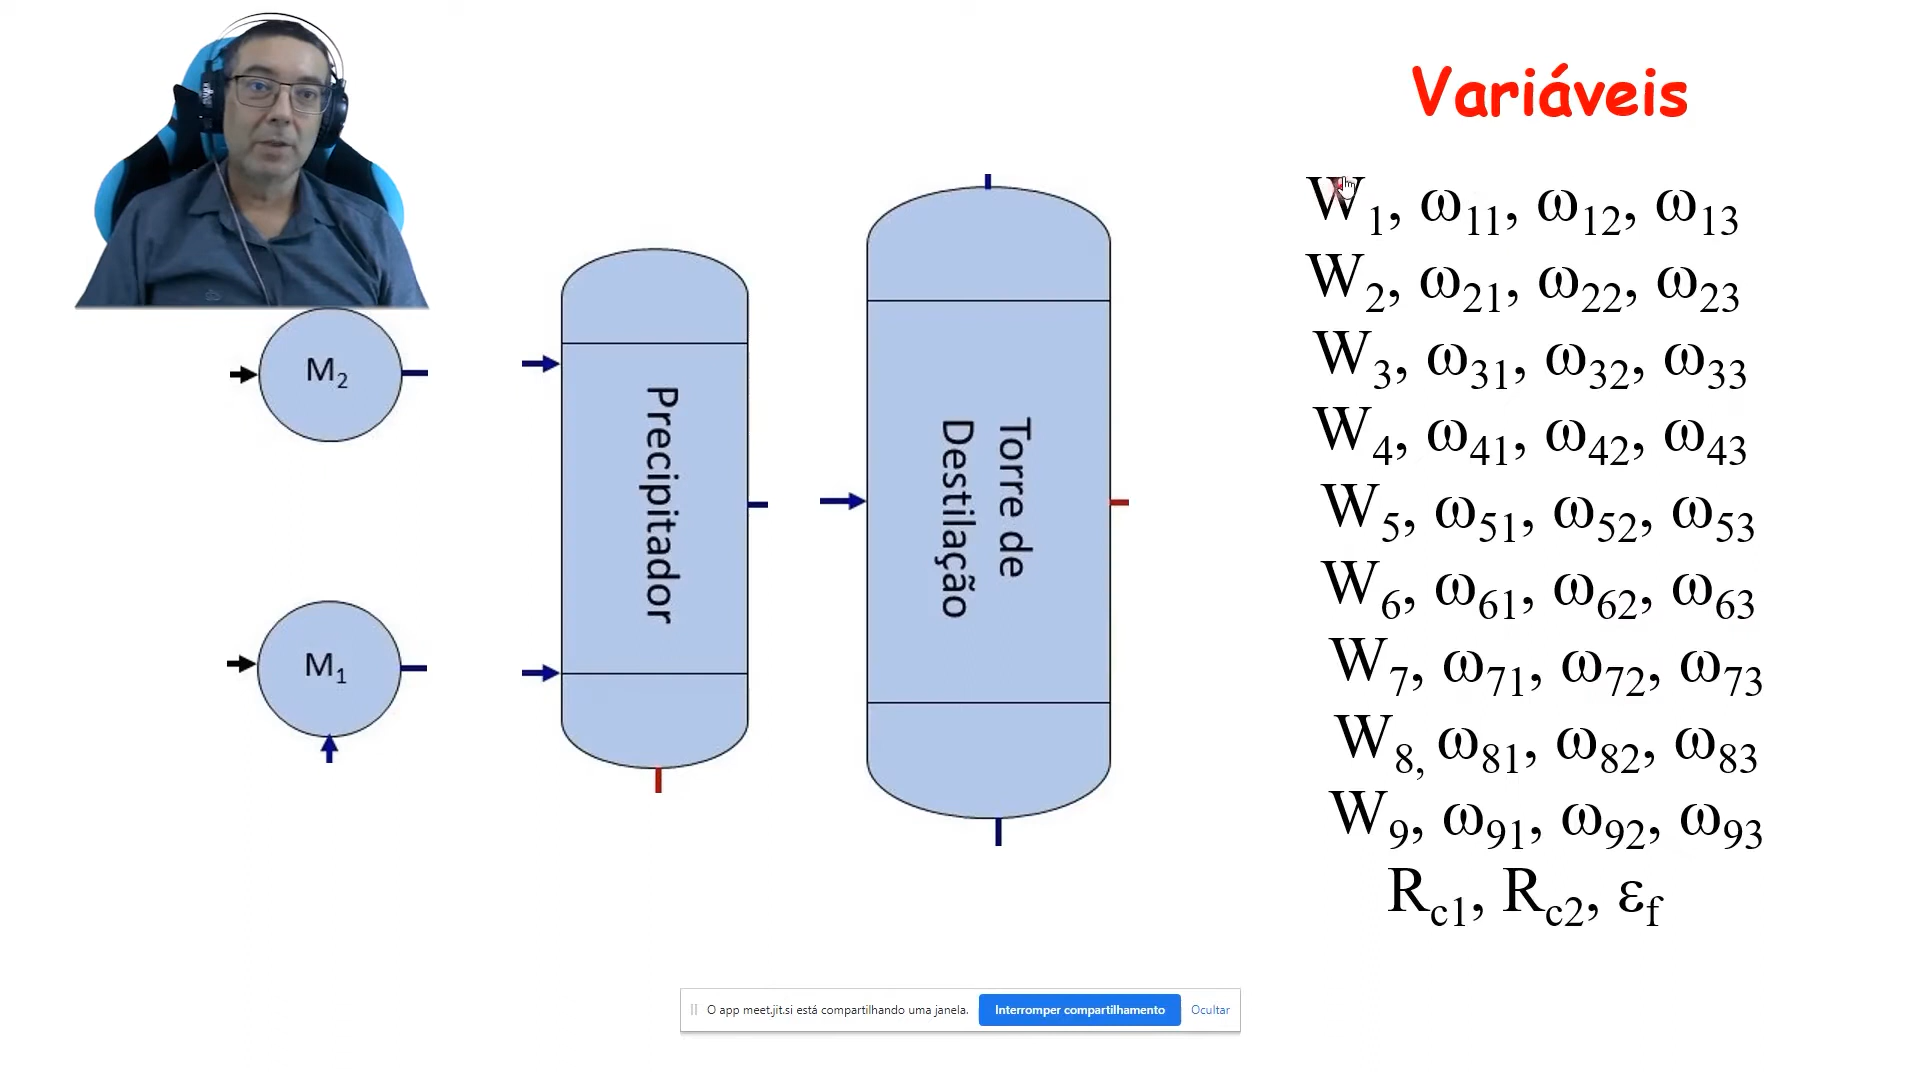 Variáveis
W1, ω11, ω12, ω13
W2, ω21, ω22, ω23
W3, ω31, ω32, ω33
W4, ω41, ω42, ω43
W5, ω51, ω52, ω53
W6, ω61, ω62, ω63
W7, ω71, ω72, ω73
W8, ω81, ω82, ω83
W9, ω91, ω92, ω93
Rc1, Rc2, εf
M2
M1
Precipitador
Torre de
Destilação
O app meet.jit.si está compartilhando uma janela. Interromper compartilhamento Ocultar